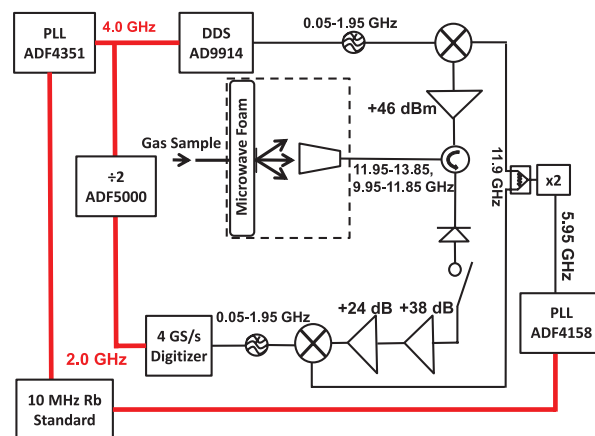 PLL
ADF4351
4.0 GHz
DDS
AD9914
0.05-1.95 GHz
+46 dBm
Gas Sample
Microwave Foam
11.95-13.85,
9.95-11.85 GHz
11.9 GHz
x2
5.95 GHz
÷2
ADF5000
PLL
ADF4158
+24 dB
+38 dB
0.05-1.95 GHz
4 GS/s
Digitizer
2.0 GHz
10 MHz Rb
Standard